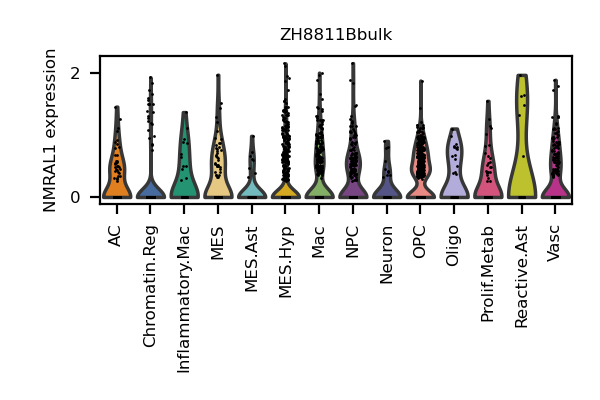 ZH8811Bbulk
NMRAL1 expression
2
0
AC
Chromatin.Reg
Inflammatory.Mac
MES
MES.Ast
MES.Hyp
Mac
NPC
Neuron
OPC
Oligo
Prolif.Metab
Reactive.Ast
Vasc